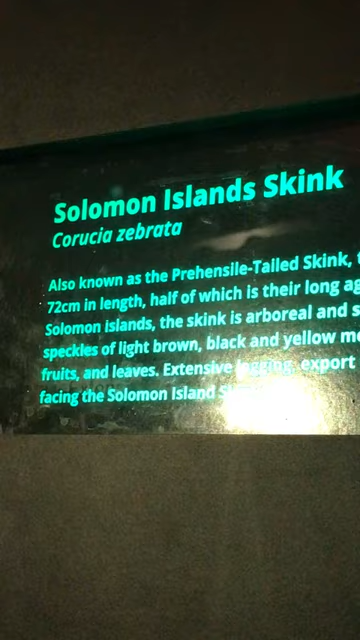 Solomon Islands Skink
Corucia zebrata
Also known as the Prehensile-Tailed Skink,
72cm in length, half of which is their long
Solomon islands, the skink is arboreal and
speckles of light brown, black and yellow
fruits, and leaves. Extensive logging, export
facing the Solomon Island